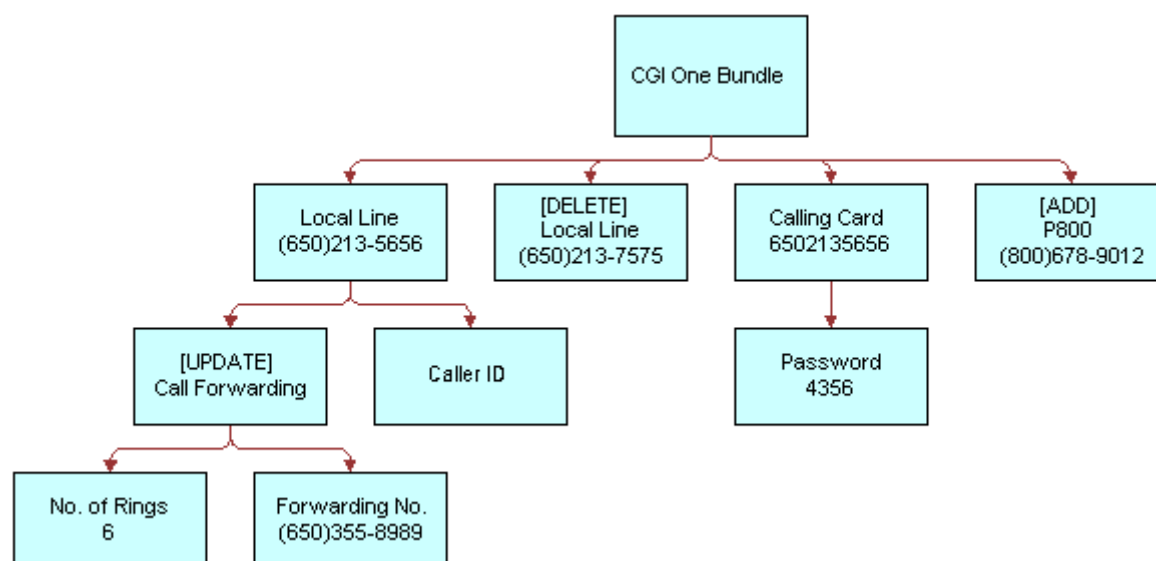 CGI One Bundle
Local Line
(650)213-5656
[DELETE]
Local Line
(650)213-7575
Calling Card
6502135656
[ADD]
P800
(800)678-9012
[UPDATE]
Call Forwarding
Caller ID
Password
4356
No. of Rings
6
Forwarding No.
(650)355-8989